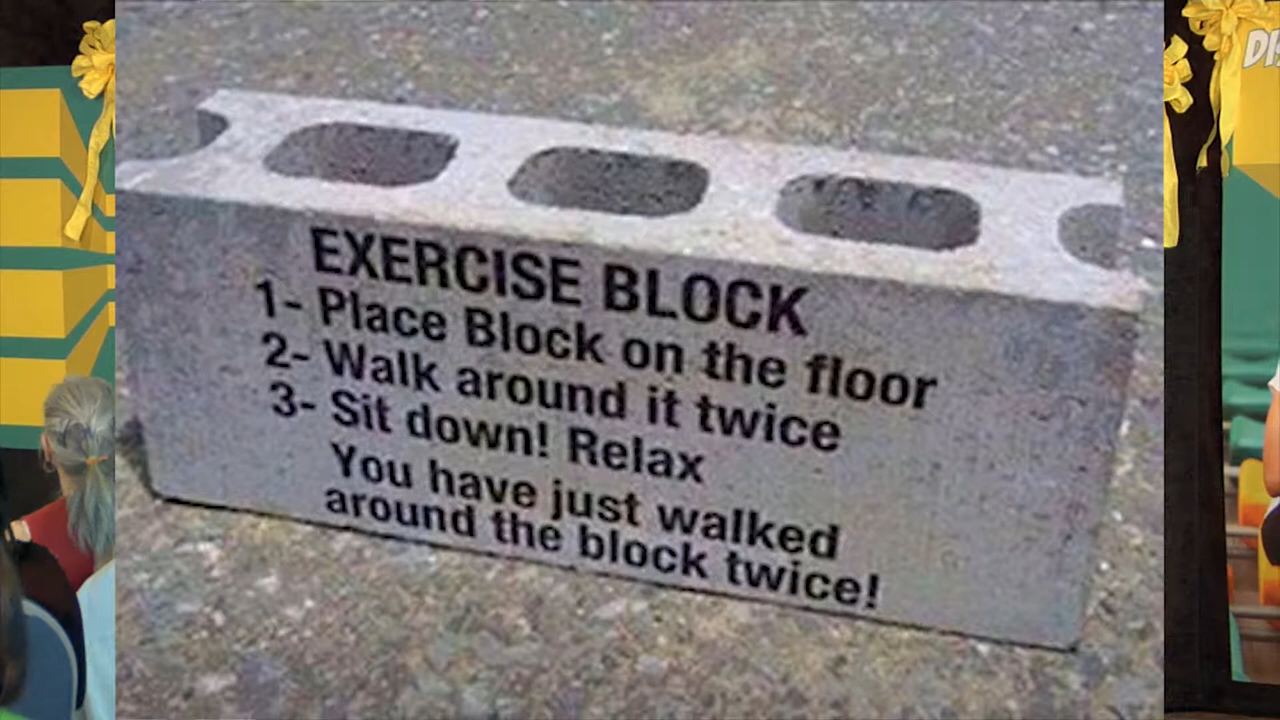 EXERCISE BLOCK
1- Place Block on the floor
2- Walk around it twice
3- Sit down! Relax
You have just walked
around the block twice!